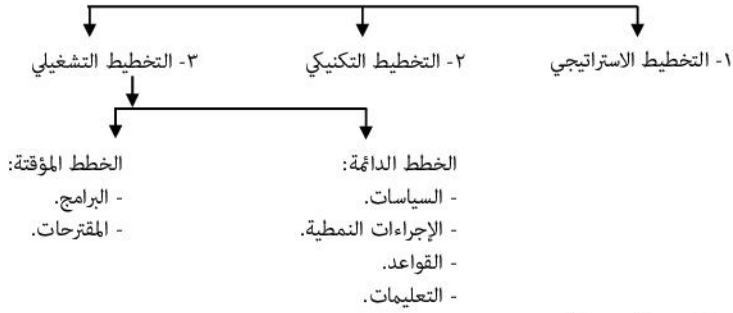 ١- التخطيط الاستراتيجي
٢- التخطيط التكنيكي
٣- التخطيط التشغيلي
الخطط الدائمة:
- السياسات.
- الإجراءات النمطية.
- القواعد.
- التعليمات.
الخطط المؤقتة:
- البرامج.
- المقترحات.